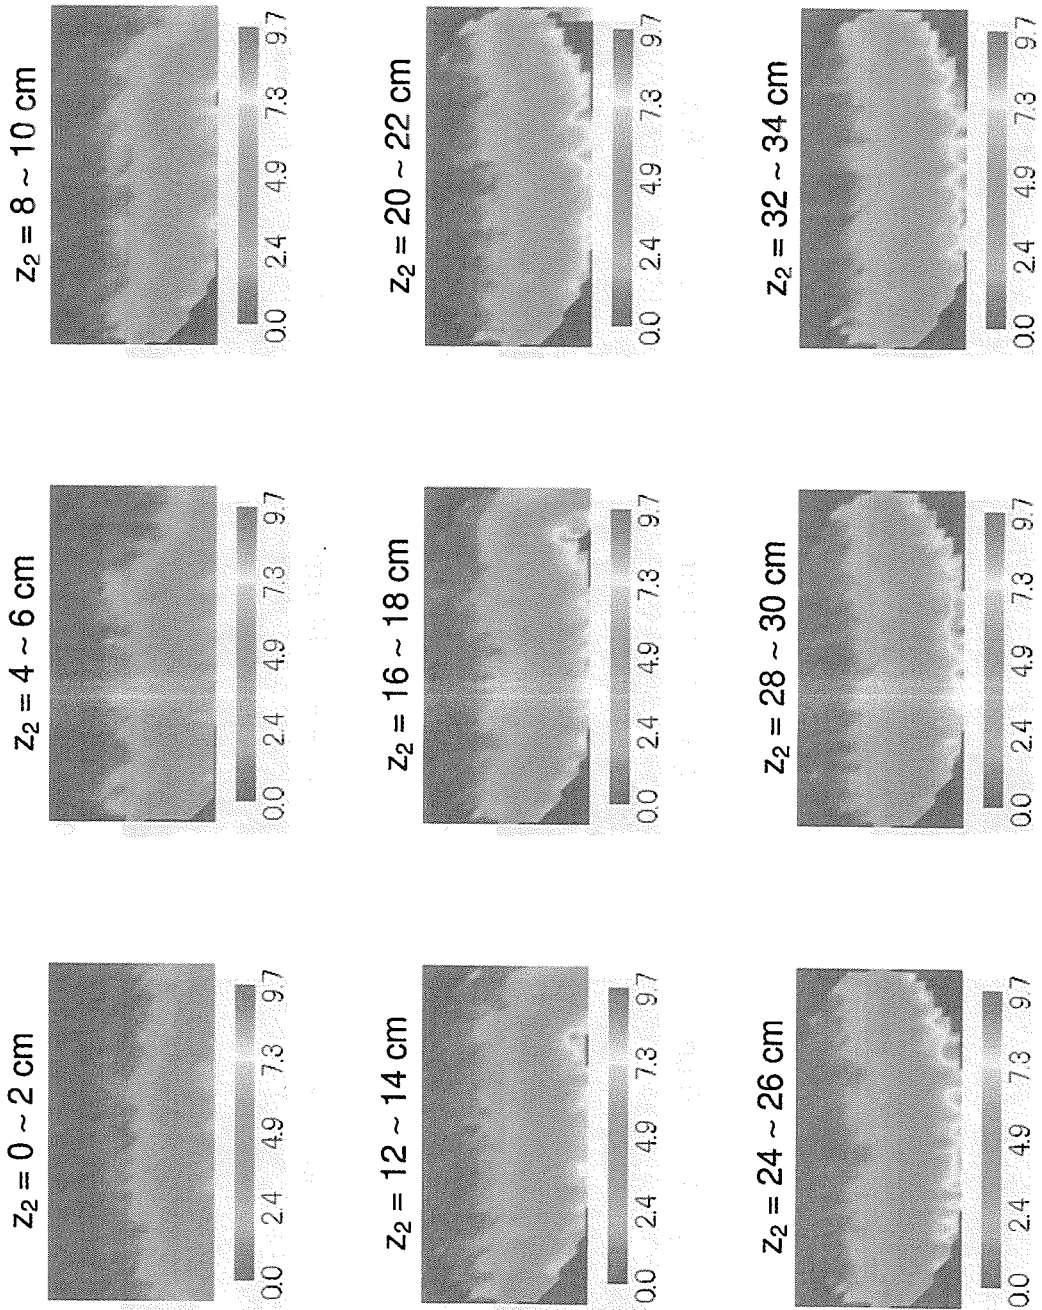 z₂ = 0 ~ 2 cm
0.0 2.4 4.9 7.3 9.7
z₂ = 4 ~ 6 cm
0.0 2.4 4.9 7.3 9.7
z₂ = 8 ~ 10 cm
0.0 2.4 4.9 7.3 9.7
z₂ = 12 ~ 14 cm
0.0 2.4 4.9 7.3 9.7
z₂ = 16 ~ 18 cm
0.0 2.4 4.9 7.3 9.7
z₂ = 20 ~ 22 cm
0.0 2.4 4.9 7.3 9.7
z₂ = 24 ~ 26 cm
0.0 2.4 4.9 7.3 9.7
z₂ = 28 ~ 30 cm
0.0 2.4 4.9 7.3 9.7
z₂ = 32 ~ 34 cm
0.0 2.4 4.9 7.3 9.7